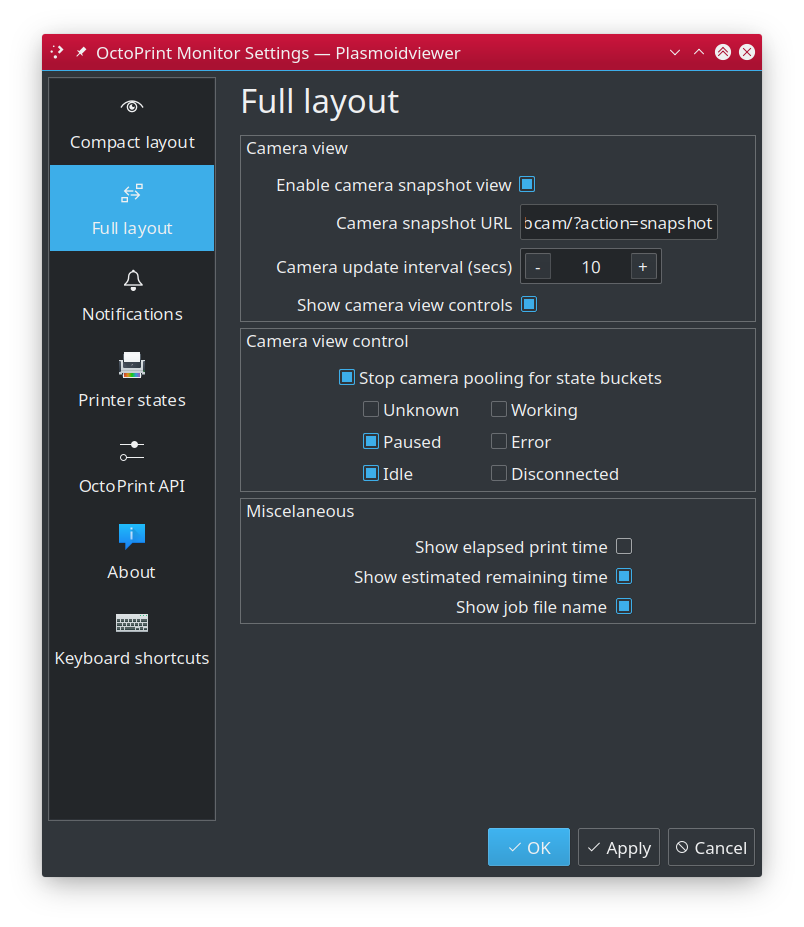 OctoPrint Monitor Settings — Plasmoidviewer
Compact layout
Full layout
Notifications
Printer states
OctoPrint API
About
Keyboard shortcuts
Full layout
Camera view
Enable camera snapshot view
Camera snapshot URL bcam/?action=snapshot
Camera update interval (secs) - 10 +
Show camera view controls
Camera view control
Stop camera pooling for state buckets
Unknown Working
Paused Error
Idle Disconnected
Miscelaneous
Show elapsed print time
Show estimated remaining time
Show job file name
OK Apply Cancel